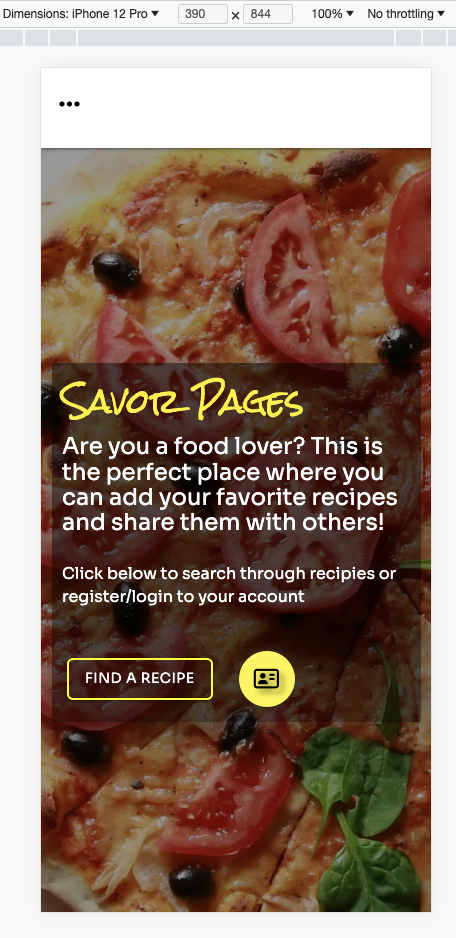 Dimensions: iPhone 12 Pro ▼ 390 × 844 100% ▼ No throttling ▼
•••
Savor Pages
Are you a food lover? This is
the perfect place where you
can add your favorite recipes
and share them with others!
Click below to search through recipies or
register/login to your account
FIND A RECIPE